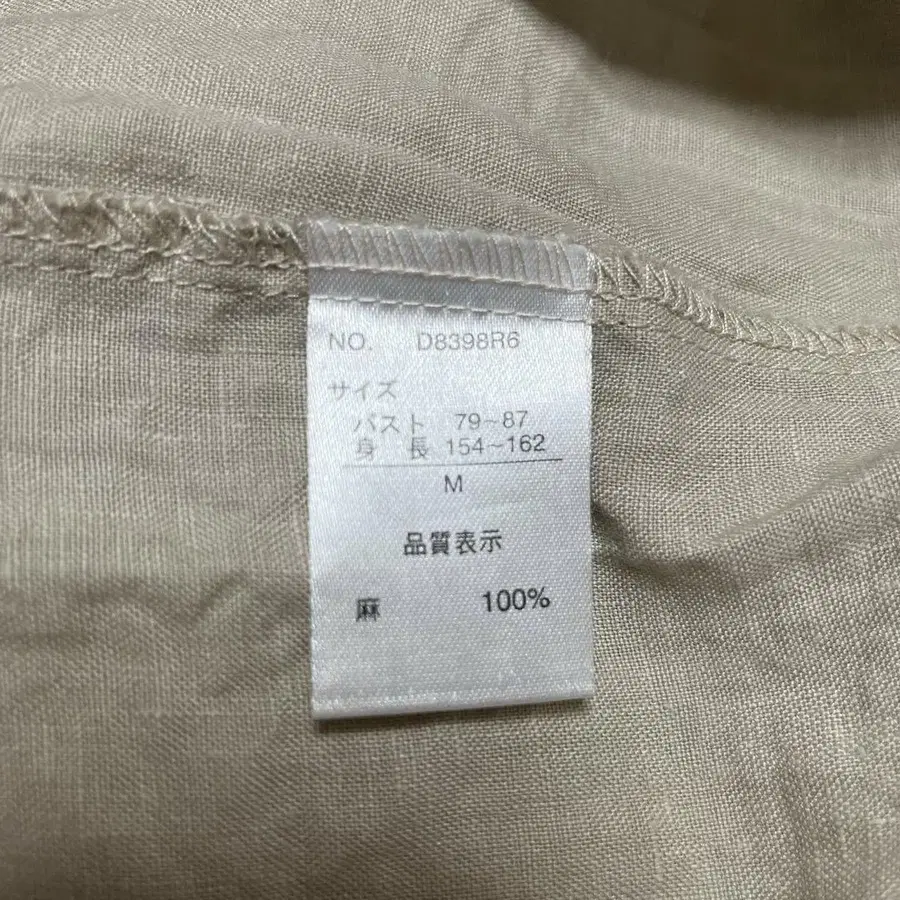 NO. D8398R6
サイズ
バスト 79~87
身 長 154~162
M
品質表示
麻 100%